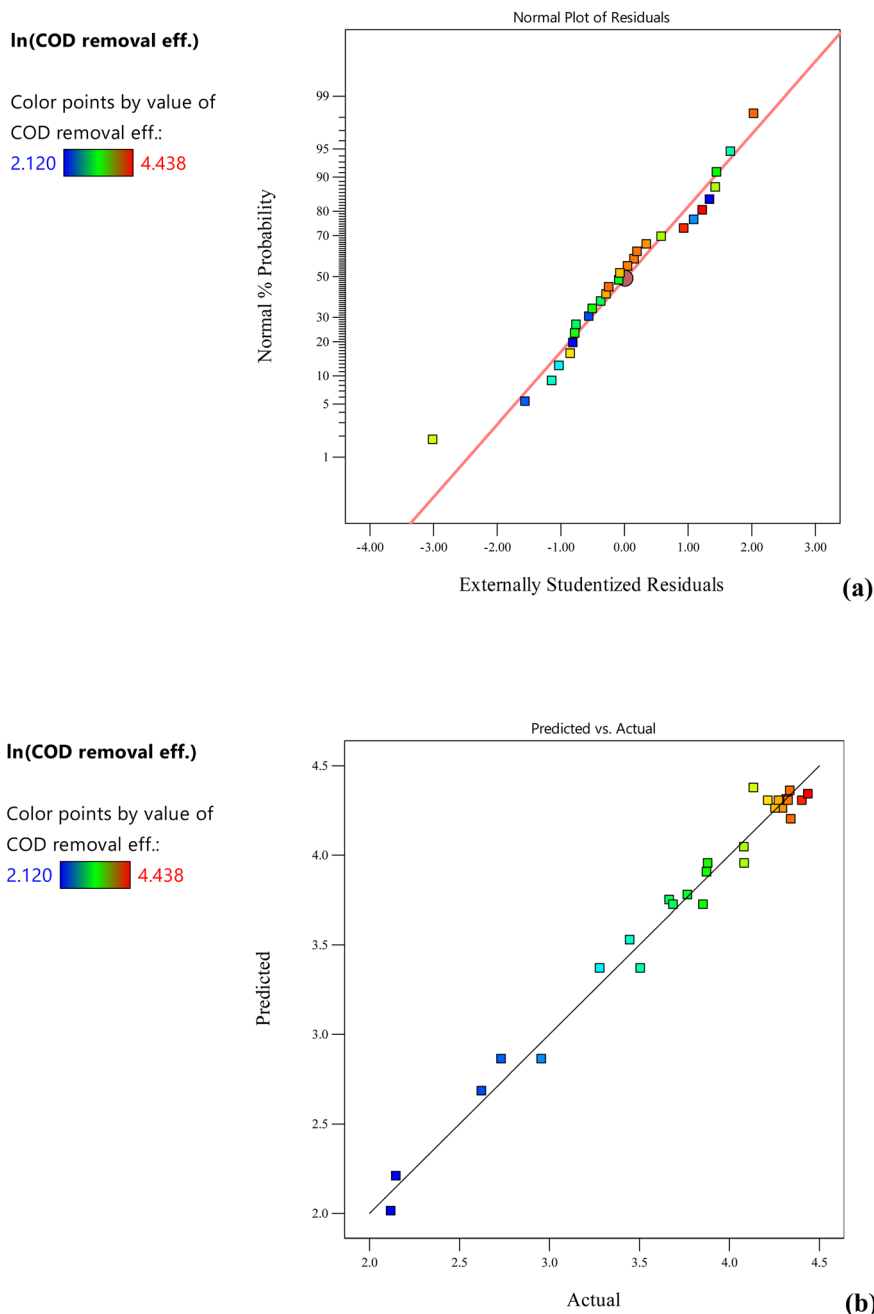 Normal Plot of Residuals
ln(COD removal eff.)
Color points by value of
COD removal eff.:
2.120 4.438
Normal % Probability
99
95
90
80
70
50
30
20
10
5
1
-4.00 -3.00 -2.00 -1.00 0.00 1.00 2.00 3.00
Externally Studentized Residuals
(a)
Predicted vs. Actual
ln(COD removal eff.)
Color points by value of
COD removal eff.:
2.120 4.438
Predicted
4.5
4.0
3.5
3.0
2.5
2.0
2.0 2.5 3.0 3.5 4.0 4.5
Actual
(b)